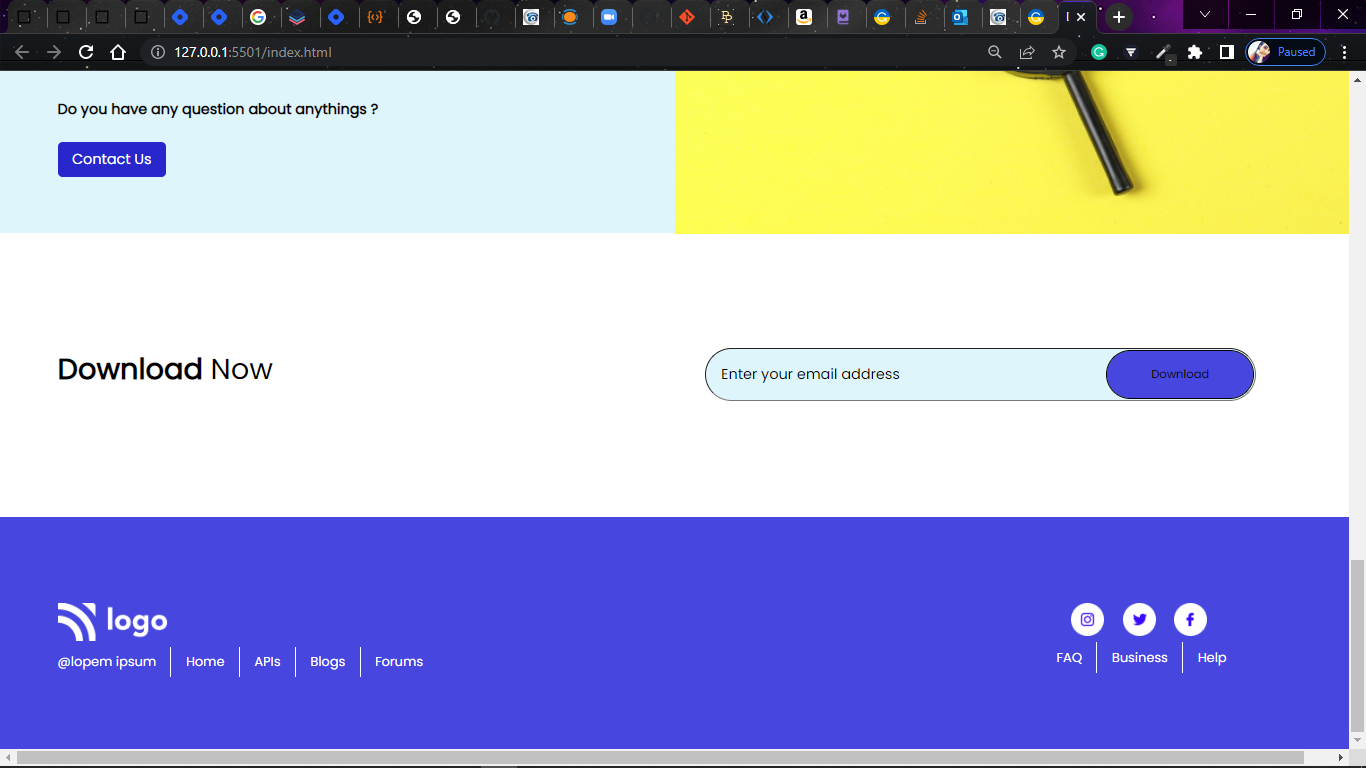 127.0.0.1:5501/index.html
Paused
Do you have any question about anythings ?
Contact Us
Download Now
Enter your email address
Download
logo
@lopem ipsum
Home
APIs
Blogs
Forums
FAQ
Business
Help